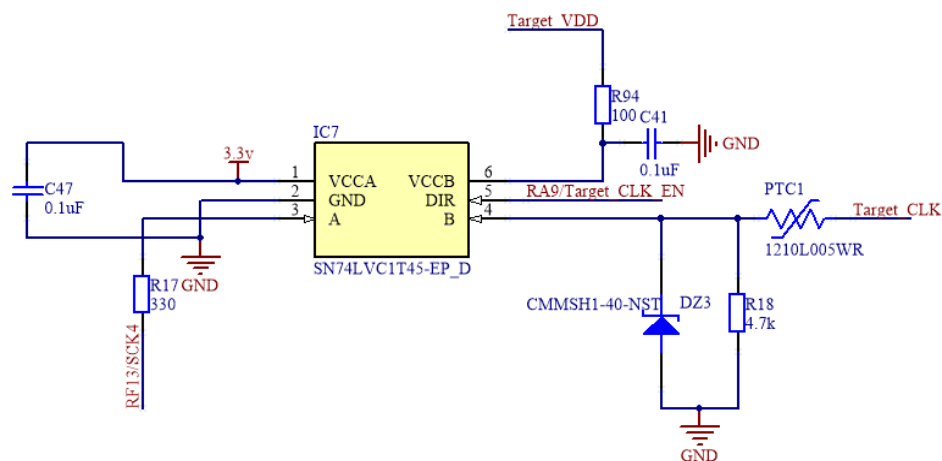 Target_VDD
R94
100
C41
GND
0.1uF
IC7
3.3v
1
VCCA
VCCB
6
C47
0.1uF
2
GND
DIR
5
RA9/Target_CLK_EN
3
A
B
4
PTC1
Target_CLK
1210L005WR
GND
SN74LVC1T45-EP_D
R17
330
RF13/SCK4
CMMSH1-40-NST
DZ3
R18
4.7k
GND